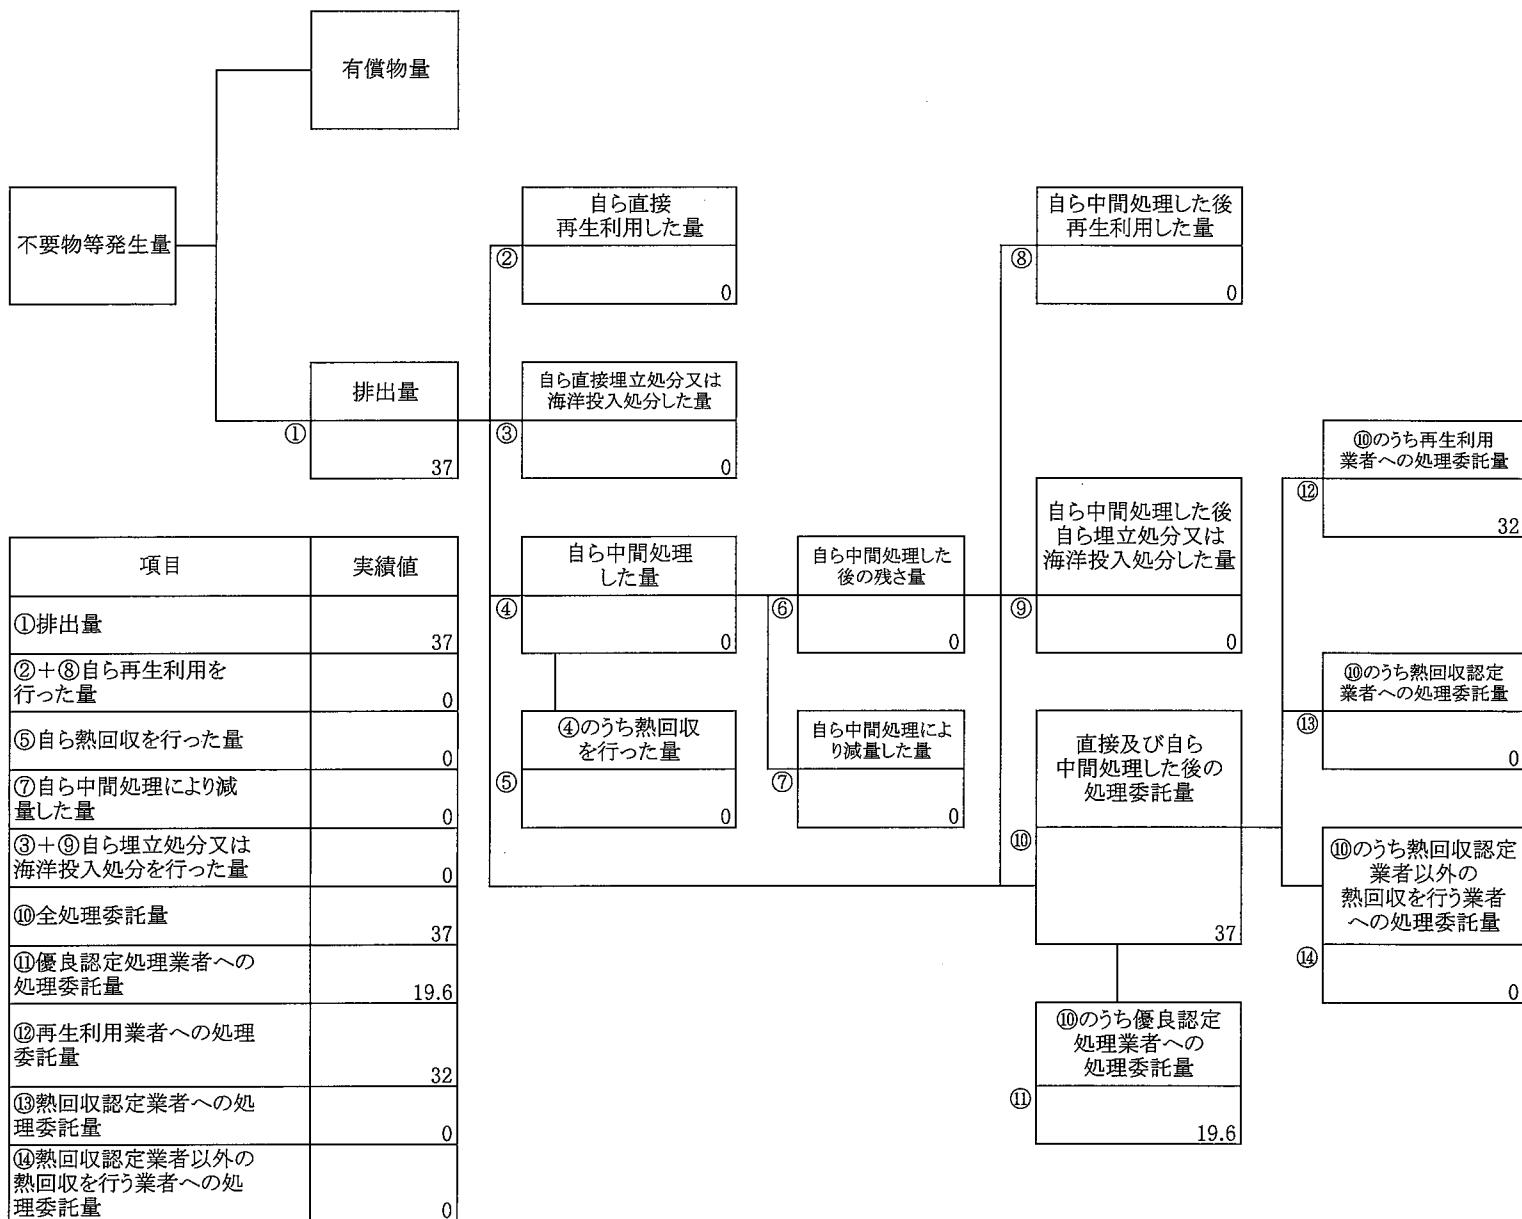 有償物量
不要物等発生量
自ら直接
再生利用した量
②
0
自ら中間処理した後
再生利用した量
⑧
0
排出量
①
37
自ら直接埋立処分又は
海洋投入処分した量
③
0
⑩のうち再生利用
業者への処理委託量
⑫
32
自ら中間処理
した量
④
0
自ら中間処理した
後の残さ量
⑥
0
自ら中間処理した後
自ら埋立処分又は
海洋投入処分した量
⑨
0
⑩のうち熱回収認定
業者への処理委託量
⑬
0
④のうち熱回収
を行った量
⑤
0
自ら中間処理によ
り減量した量
⑦
0
直接及び自ら
中間処理した後の
処理委託量
⑩
37
⑩のうち熱回収認定
業者以外の
熱回収を行う業者
への処理委託量
⑭
0
⑩のうち優良認定
処理業者への
処理委託量
⑪
19.6
項目 実績値
①排出量
37
②+⑧自ら再生利用を
行った量
0
⑤自ら熱回収を行った量
0
⑦自ら中間処理により減
量した量
0
③+⑨自ら埋立処分又は
海洋投入処分を行った量
0
⑩全処理委託量
37
⑪優良認定処理業者への
処理委託量
19.6
⑫再生利用業者への処理
委託量
32
⑬熱回収認定業者への処
理委託量
0
⑭熱回収認定業者以外の
熱回収を行う業者への処
理委託量
0